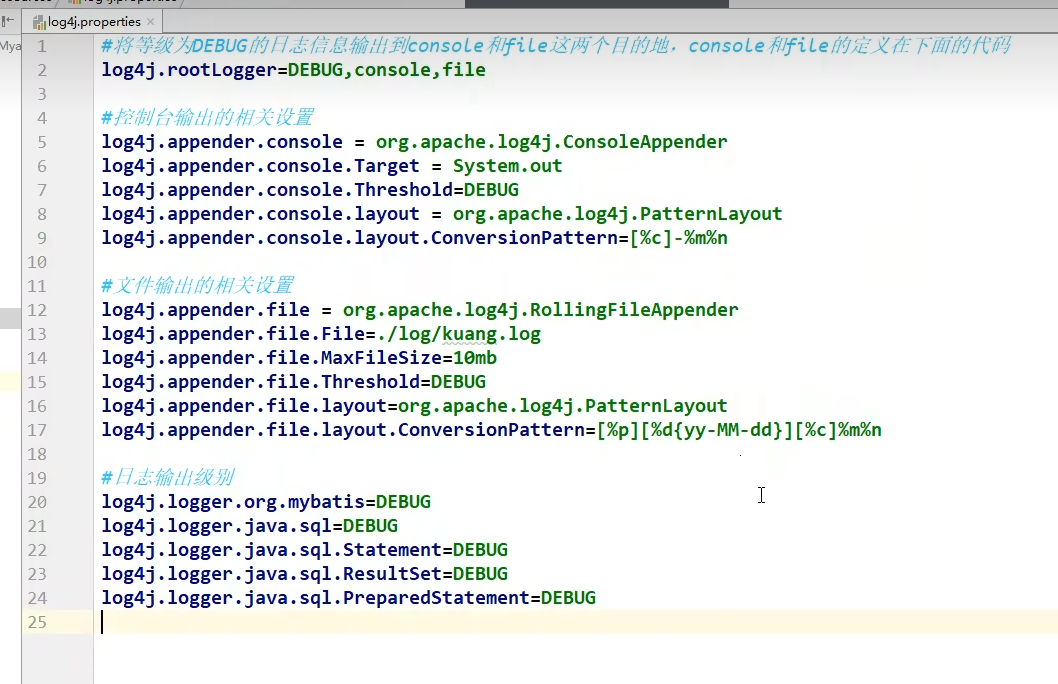 log4j.properties
Mya
1 #将等级为DEBUG的日志信息输出到console和file这两个目的地，console和file的定义在下面的代码
2 log4j.rootLogger=DEBUG,console,file
3
4 #控制台输出的相关设置
5 log4j.appender.console = org.apache.log4j.ConsoleAppender
6 log4j.appender.console.Target = System.out
7 log4j.appender.console.Threshold=DEBUG
8 log4j.appender.console.layout = org.apache.log4j.PatternLayout
9 log4j.appender.console.layout.ConversionPattern=[%c]-%m%n
10
11 #文件输出的相关设置
12 log4j.appender.file = org.apache.log4j.RollingFileAppender
13 log4j.appender.file.File=./log/kuang.log
14 log4j.appender.file.MaxFileSize=10mb
15 log4j.appender.file.Threshold=DEBUG
16 log4j.appender.file.layout=org.apache.log4j.PatternLayout
17 log4j.appender.file.layout.ConversionPattern=[%p][%d{yy-MM-dd}][%c]%m%n
18
19 #日志输出级别
20 log4j.logger.org.mybatis=DEBUG
21 log4j.logger.java.sql=DEBUG
22 log4j.logger.java.sql.Statement=DEBUG
23 log4j.logger.java.sql.ResultSet=DEBUG
24 log4j.logger.java.sql.PreparedStatement=DEBUG
25